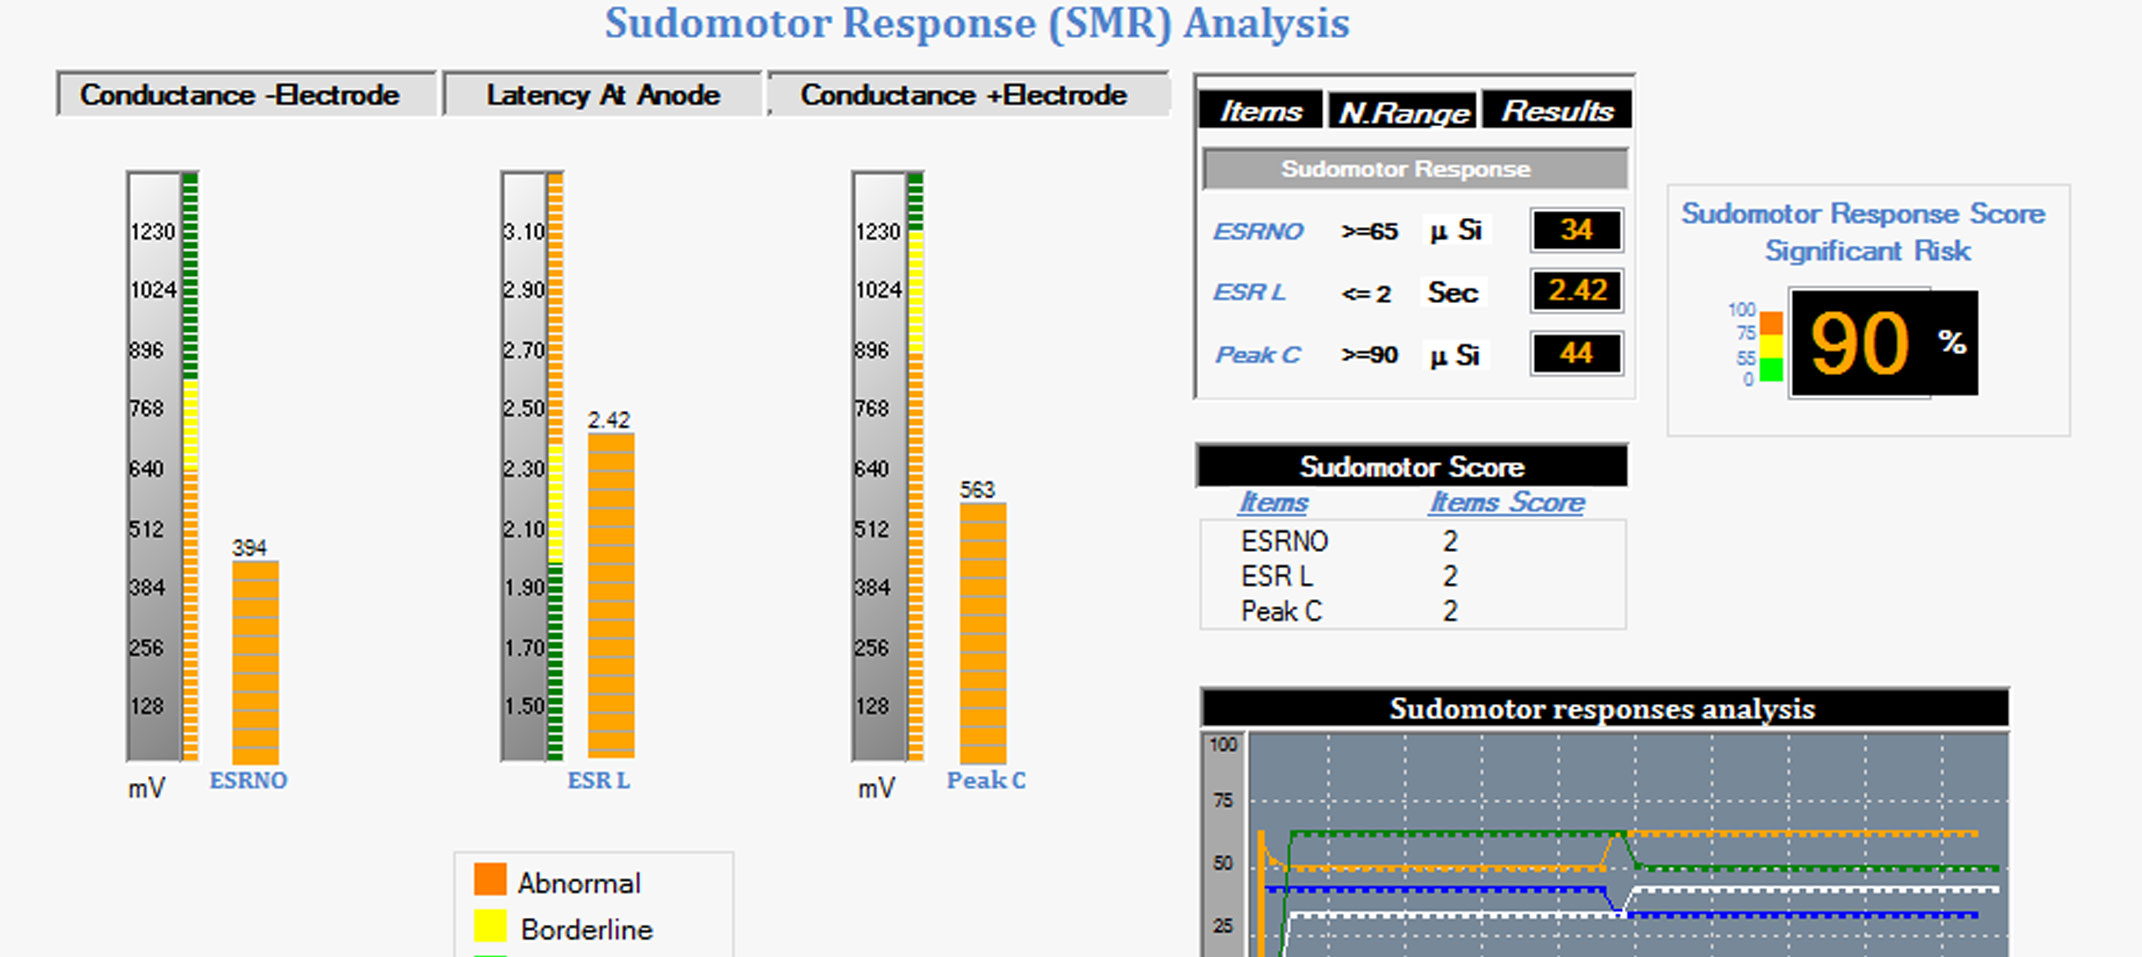 Sudomotor Response (SMR) Analysis
Conductance -Electrode
Latency At Anode
Conductance +Electrode
1230
1024
896
768
640
512
384
256
128
mV
394
ESRNO
3.10
2.90
2.70
2.50
2.30
2.10
1.90
1.70
1.50
2.42
ESR L
1230
1024
896
768
640
512
384
256
128
mV
563
Peak C
Abnormal
Borderline
Items N.Range Results
Sudomotor Response
ESRNO >=65 µ Si 34
ESR L <= 2 Sec 2.42
Peak C >=90 µ Si 44
Sudomotor Response Score
Significant Risk
100
75
55
0
90 %
Sudomotor Score
Items Items Score
ESRNO 2
ESR L 2
Peak C 2
Sudomotor responses analysis
100
75
50
25